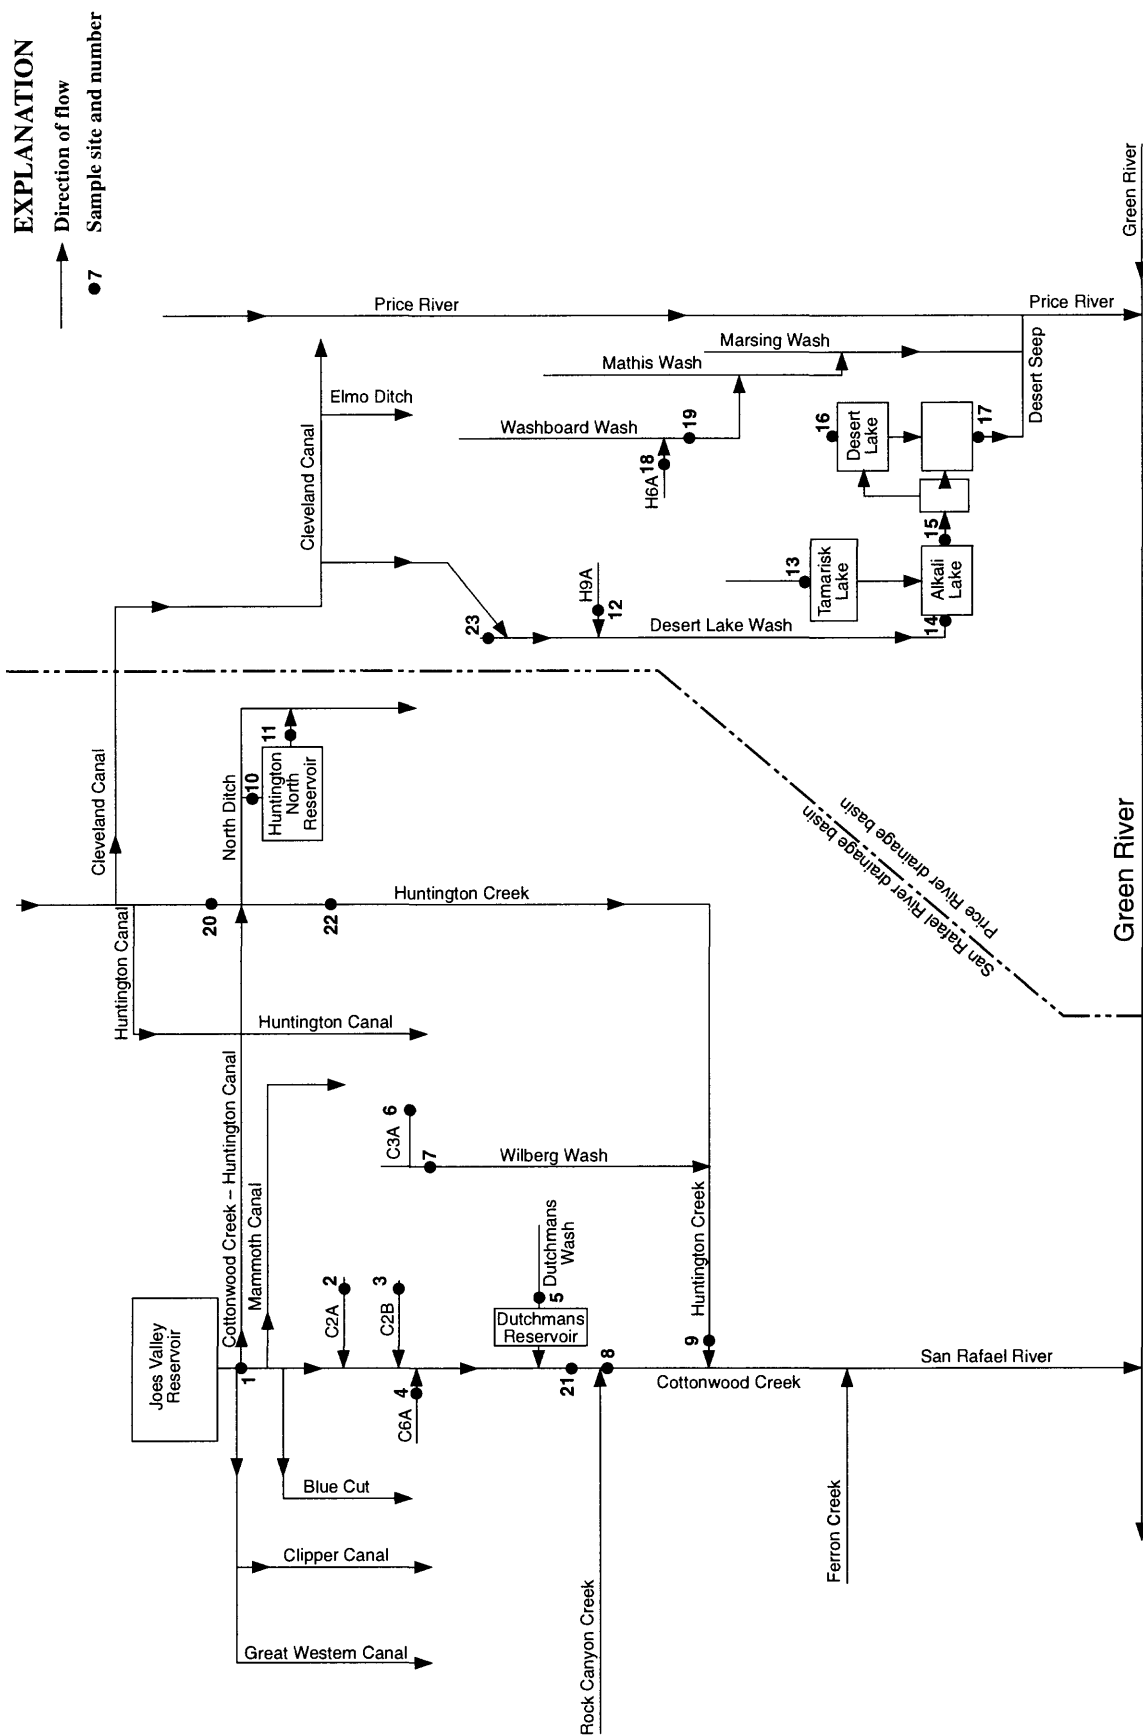 EXPLANATION
Direction of flow
7
Sample site and number
Cleveland Canal
Elmo Ditch
Cleveland Canal
Price River
Marsing Wash
Mathis Wash
Washboard Wash
19
H6A
18
16
Desert
Lake
17
Desert Seep
Price River
Green River
15
13
Tamarisk
Lake
Alkali
Lake
14
H9A
12
23
Desert Lake Wash
North Ditch
10
11
Huntington
North
Reservoir
Huntington Canal
20
22
Huntington Creek
Huntington Canal
San Rafael River drainage basin
Price River drainage basin
Green River
Cottonwood Creek – Huntington Canal
Mammoth Canal
C3A
6
7
Wilberg Wash
Huntington Creek
Joes Valley
Reservoir
1
C2A
2
C2B
3
C6A
4
Dutchmans
Wash
5
Dutchmans
Reservoir
21
8
9
Cottonwood Creek
San Rafael River
Blue Cut
Clipper Canal
Great Western Canal
Rock Canyon Creek
Ferron Creek